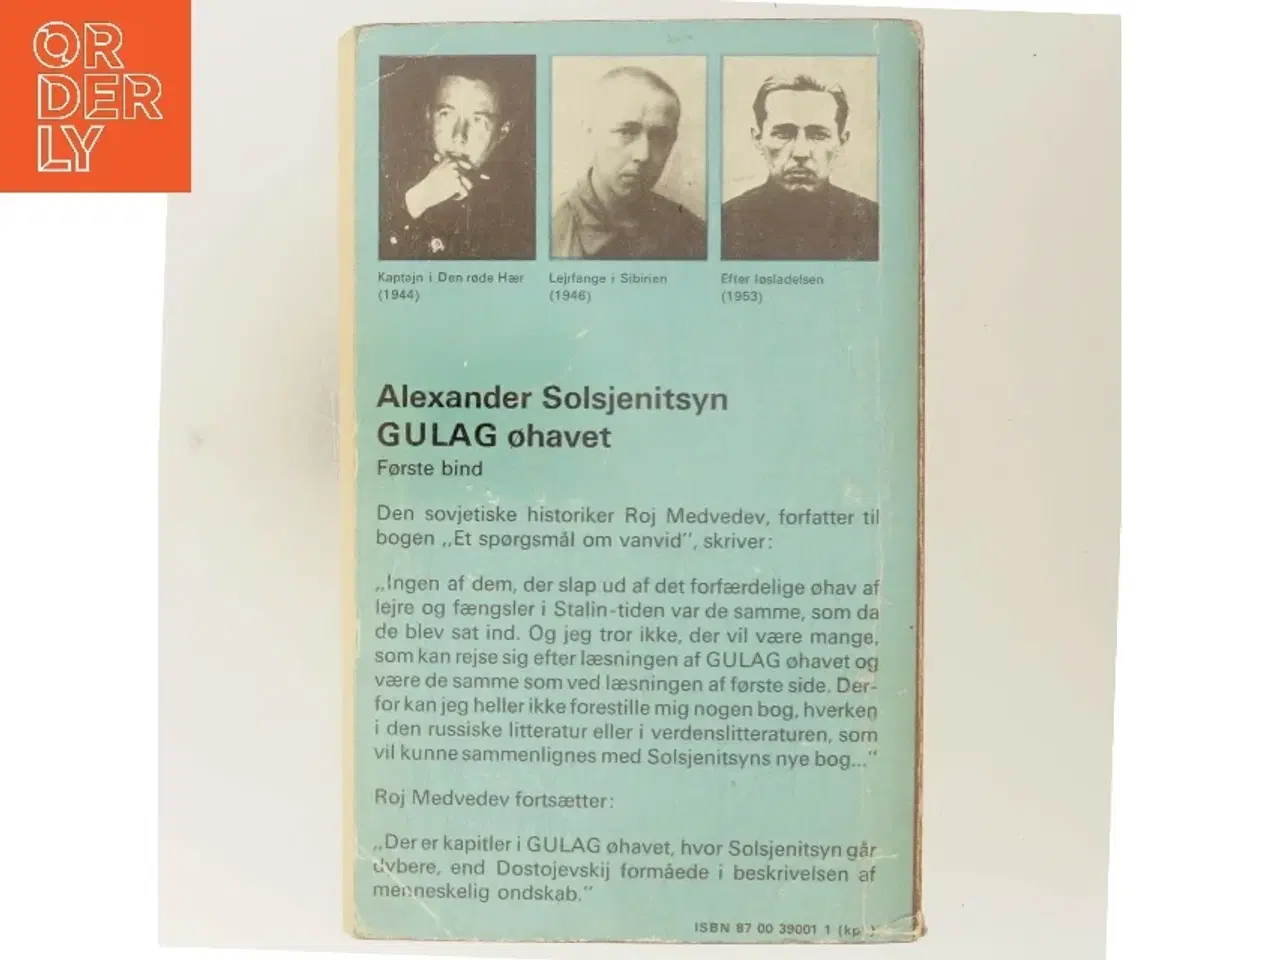 ORDERLY
Kaptajn i Den røde Hær
(1944)
Lejrfange i Sibirien
(1946)
Efter løsladelsen
(1953)
Alexander Solsjenitsyn
GULAG øhavet
Første bind
Den sovjetiske historiker Roj Medvedev, forfatter til
bogen „Et spørgsmål om vanvid”, skriver:
„Ingen af dem, der slap ud af det forfærdelige øhav af
lejre og fængsler i Stalin-tiden var de samme, som da
de blev sat ind. Og jeg tror ikke, der vil være mange,
som kan rejse sig efter læsningen af GULAG øhavet og
være de samme som ved læsningen af første side. Der-
for kan jeg heller ikke forestille mig nogen bog, hverken
i den russiske litteratur eller i verdenslitteraturen, som
vil kunne sammenlignes med Solsjenitsyns nye bog...”
Roj Medvedev fortsætter:
„Der er kapitler i GULAG øhavet, hvor Solsjenitsyn går
dybere, end Dostojevskij formåede i beskrivelsen af
menneskelig ondskab.”
ISBN 87 00 39001 1 (kp